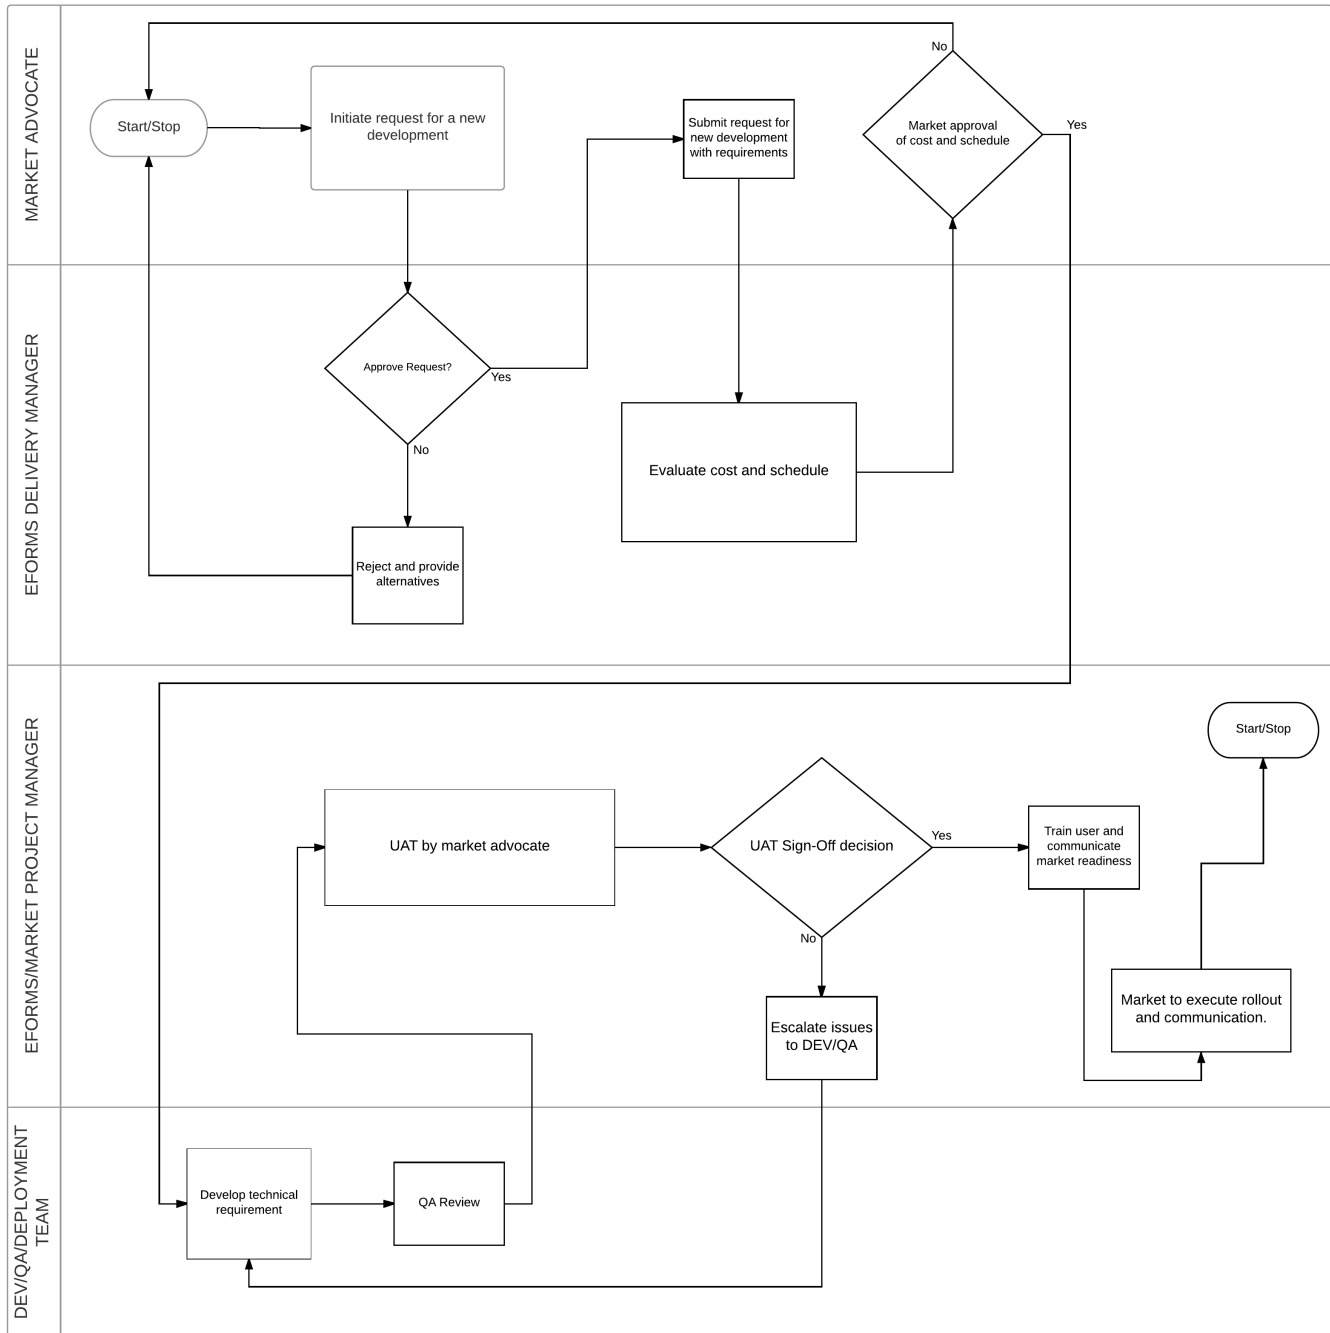 MARKET ADVOCATE
Start/Stop
Initiate request for a new
development
Submit request for
new development
with requirements
No
Market approval
of cost and schedule
Yes
EFORMS DELIVERY MANAGER
Approve Request?
Yes
No
Reject and provide
alternatives
Evaluate cost and schedule
EFORMS/MARKET PROJECT MANAGER
UAT by market advocate
UAT Sign-Off decision
Yes
No
Train user and
communicate
market readiness
Start/Stop
Escalate issues
to DEV/QA
Market to execute rollout
and communication.
DEV/QA/DEPLOYMENT
TEAM
Develop technical
requirement
QA Review